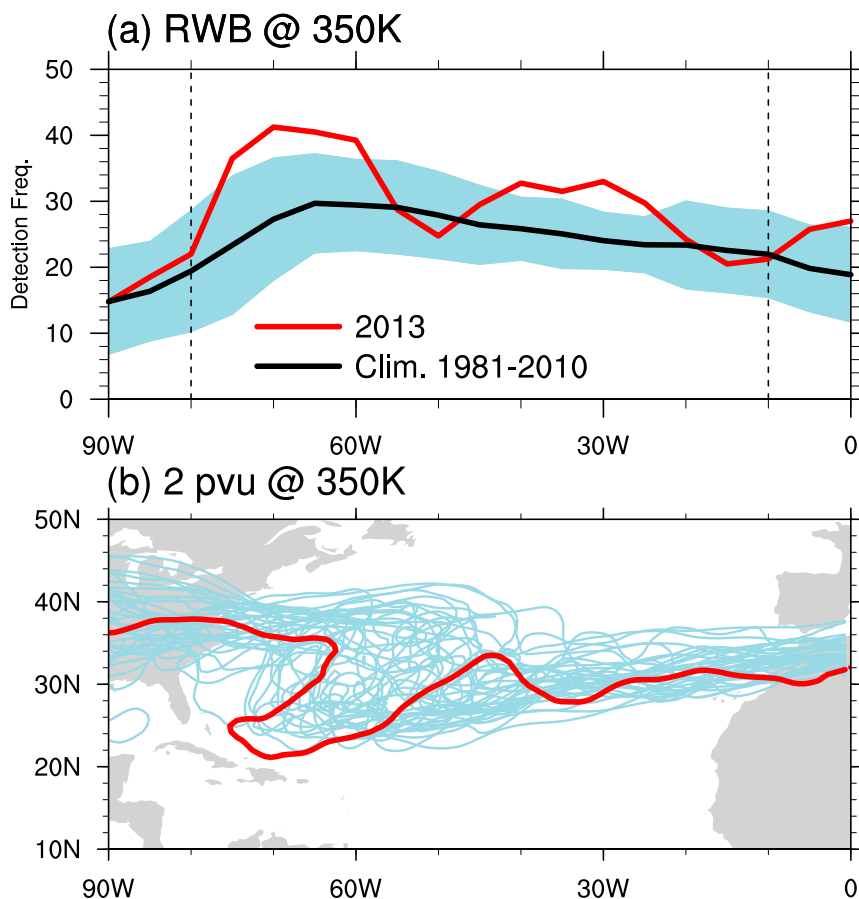 (a) RWB @ 350K
50
40
30
20
10
0
Detection Freq.
2013
Clim. 1981-2010
90W 60W 30W 0
(b) 2 pvu @ 350K
50N
40N
30N
20N
10N
90W 60W 30W 0